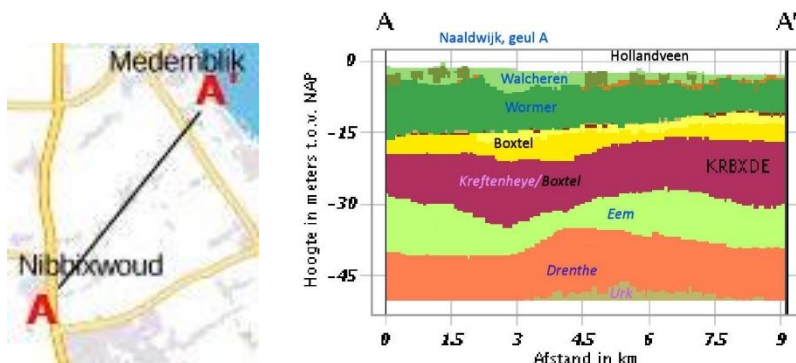 Medemblik
A'
Nibbixwoud
A
A
A'
Naaldwijk, geul A
Hollandveen
Walcheren
Wormer
Boxtel
Kreftenheye/Boxtel
KRBXDE
Eem
Drenthe
Urk
Hoogte in meters t.o.v. NAP
0
-15
-30
-45
0
1.5
3
4.5
6
7.5
9
Afstand in km